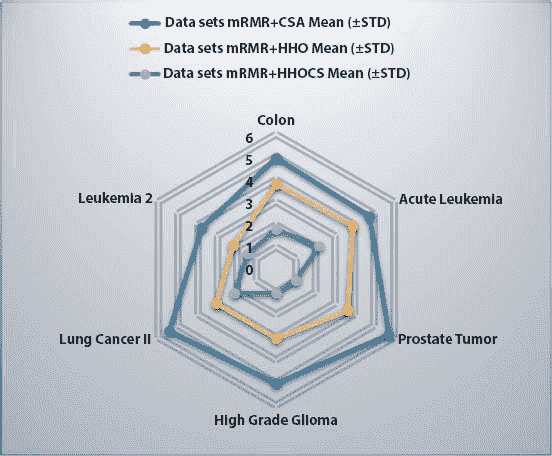 Data sets mRMR+CSA Mean (±STD)
Data sets mRMR+HHO Mean (±STD)
Data sets mRMR+HHOCS Mean (±STD)
Colon
6
5
4
3
2
1
0
Leukemia 2
Acute Leukemia
Lung Cancer II
Prostate Tumor
High Grade Glioma